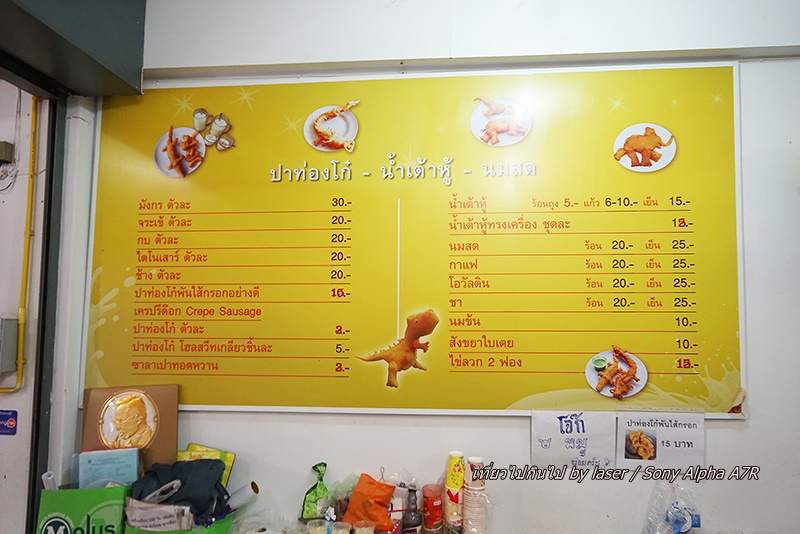 ปาท่องโก๋ - น้ำเต้าหู้ - นมสด
มังกร ตัวละ 30.-
จระเข้ ตัวละ 20.-
กบ ตัวละ 20.-
ไดโนเสาร์ ตัวละ 20.-
ช้าง ตัวละ 20.-
ปาท่องโก๋พันไส้กรอกอย่างดี
เครปรีด๊อก Crepe Sausage
ปาท่องโก๋ ตัวละ
ปาท่องโก๋ โฮลสวีทเกลียวชิ้นละ 5.-
ซาลาเปาทอดหวาน
น้ำเต้าหู้ ร้อนถุง 5.- แก้ว 6-10.- เย็น 15.-
น้ำเต้าหู้ทรงเครื่อง ชุดละ
นมสด ร้อน 20.- เย็น 25.-
กาแฟ ร้อน 20.- เย็น 25.-
โอวัลติน ร้อน 20.- เย็น 25.-
ชา ร้อน 20.- เย็น 25.-
นมข้น 10.-
สังขยาใบเตย 10.-
ไข่ลวก 2 ฟอง
โจ๊ก
หมู
ปาท่องโก๋พันไส้กรอก
15 บาท
เที่ยวไปกินไป by laser / Sony Alpha A7R